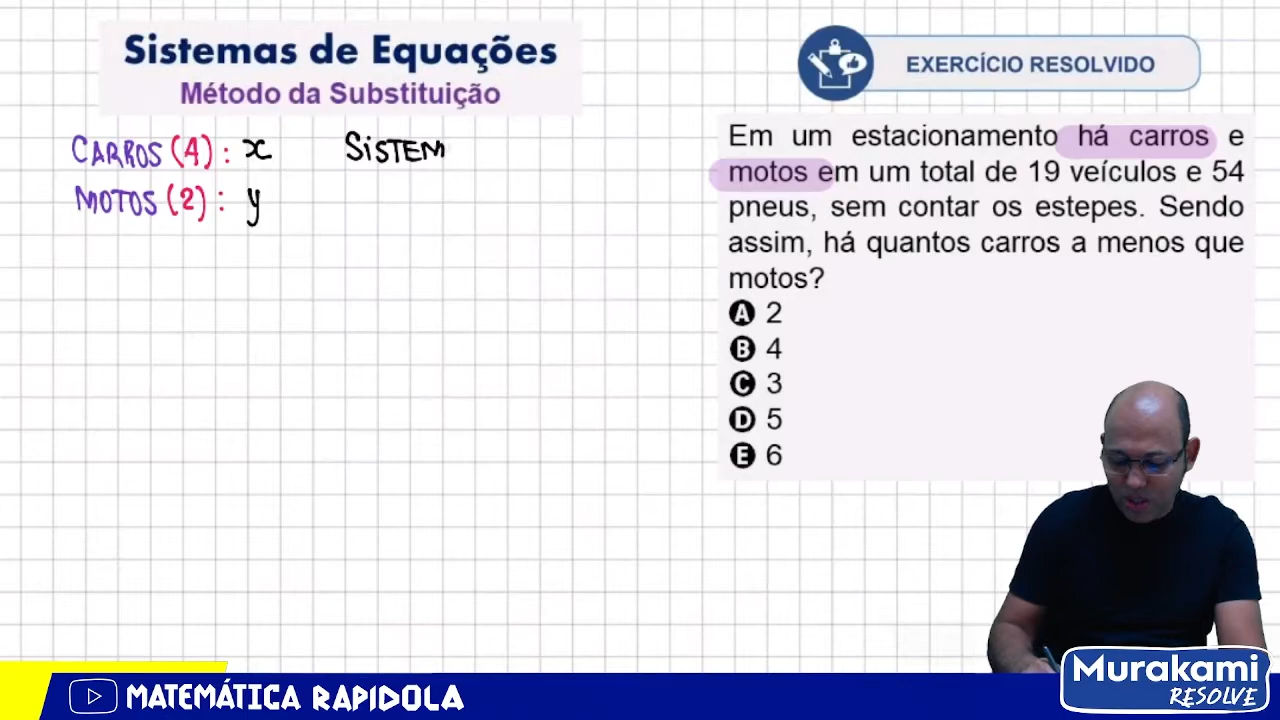 Sistemas de Equações
Método da Substituição
CARROS (4) : x
SISTEM
MOTOS (2) : y
EXERCÍCIO RESOLVIDO
Em um estacionamento há carros e
motos em um total de 19 veículos e 54
pneus, sem contar os estepes. Sendo
assim, há quantos carros a menos que
motos?
A 2
B 4
C 3
D 5
E 6
MATEMÁTICA RAPIDOLA
Murakami
RESOLVE